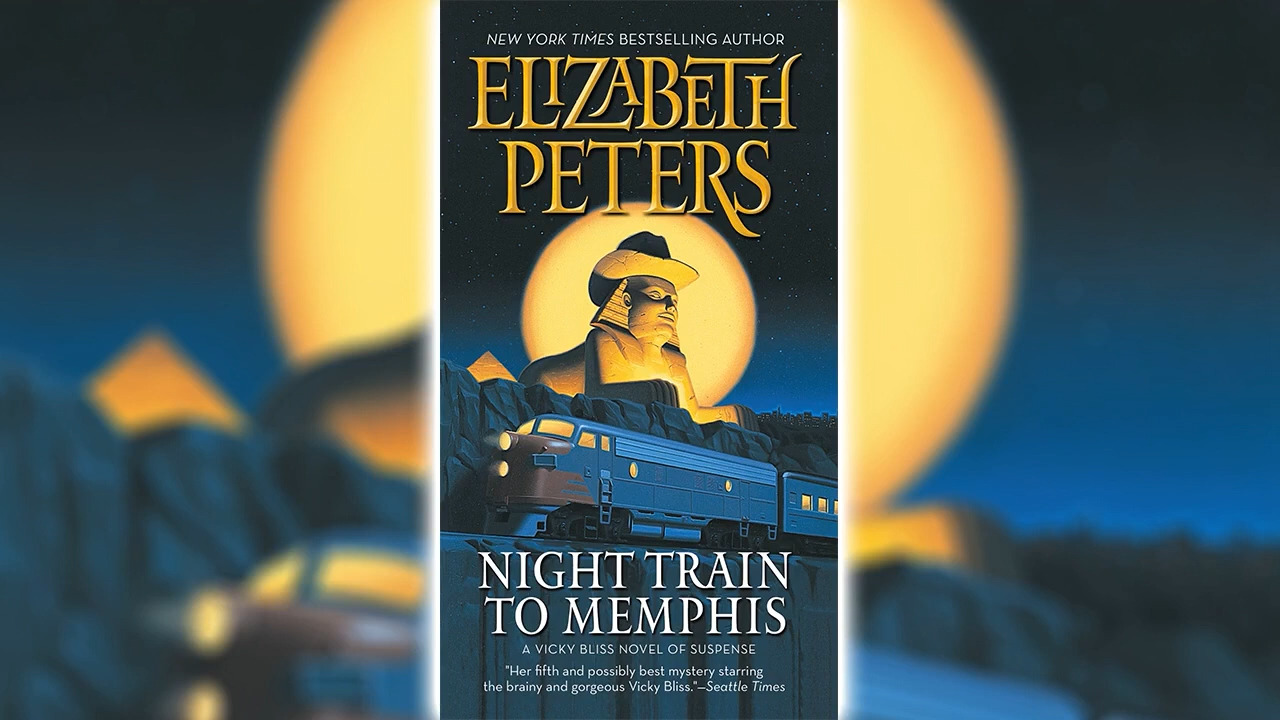 NEW YORK TIMES BESTSELLING AUTHOR
ELIZABETH
PETERS
NIGHT TRAIN
TO MEMPHIS
A VICKY BLISS NOVEL OF SUSPENSE
"Her fifth and possibly best mystery starring
the brainy and gorgeous Vicky Bliss."—Seattle Times